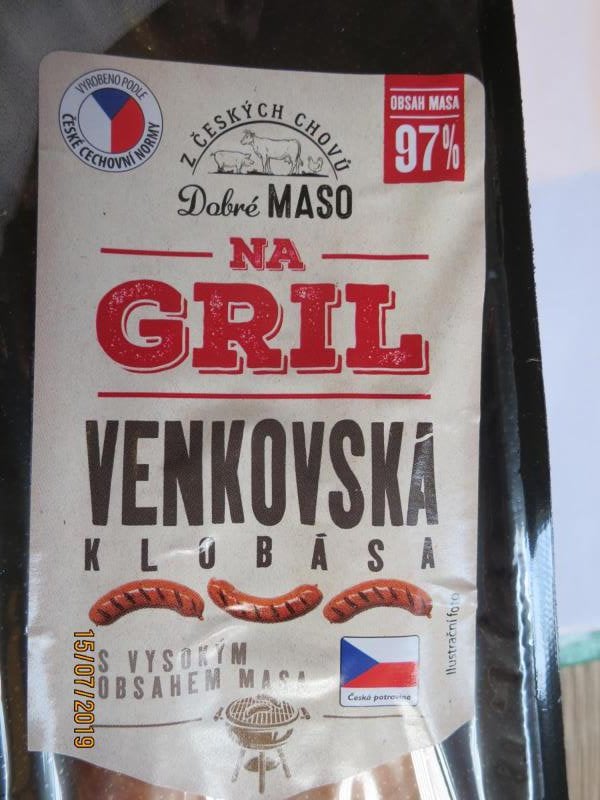 VYROBENO PODLE
ČESKÉ CECHOVNÍ NORMY
Z ČESKÝCH CHOVŮ
Dobré MASO
OBSAH MASA
97%
NA
GRIL
VENKOVSKÁ
KLOBÁSA
S VYSOKÝM
OBSAHEM MASA
Česká potravina
Ilustrační foto
15/07/2019